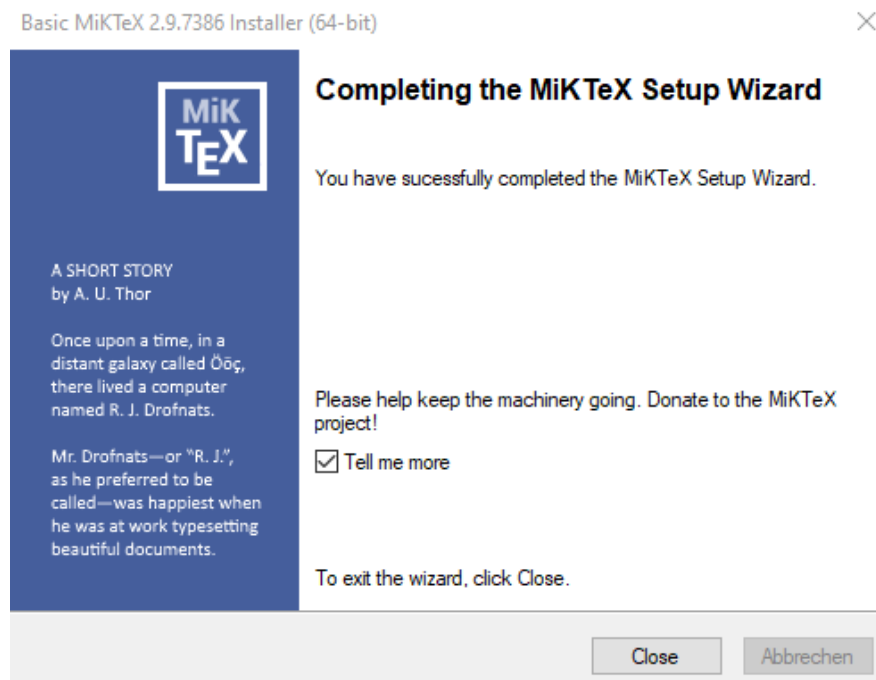 Basic MiKTeX 2.9.7386 Installer (64-bit)
MiK
TEX
Completing the MiKTeX Setup Wizard
You have sucessfully completed the MiKTeX Setup Wizard.
A SHORT STORY
by A. U. Thor
Once upon a time, in a
distant galaxy called Ööç,
there lived a computer
named R. J. Drofnats.
Mr. Drofnats—or “R. J.”,
as he preferred to be
called—was happiest when
he was at work typesetting
beautiful documents.
Please help keep the machinery going. Donate to the MiKTeX
project!
Tell me more
To exit the wizard, click Close.
Close
Abbrechen